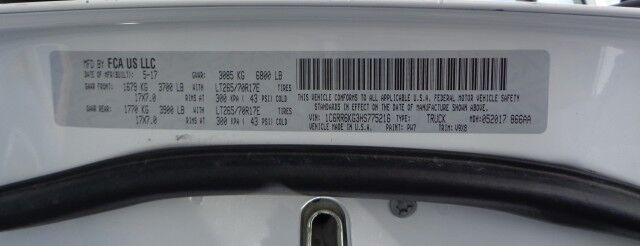 MFD BY FCA US LLC
DATE OF MFR(BUILT): 5-17 GVWR: 3085 KG 6800 LB
GAWR FRONT: 1679 KG 3700 LB WITH LT265/70R17E TIRES
17X7.0 RIMS AT 300 KPA ( 43 PSI) COLD
GAWR REAR: 1770 KG 3900 LB WITH LT265/70R17E TIRES
17X7.0 RIMS AT 300 KPA ( 43 PSI) COLD
THIS VEHICLE CONFORMS TO ALL APPLICABLE U.S.A. FEDERAL MOTOR VEHICLE SAFETY
STANDARDS IN EFFECT ON THE DATE OF MANUFACTURE SHOWN ABOVE.
VIN: 1C6RR6KG3HS775216 TYPE: TRUCK MDH: 052017 866AA
VEHICLE MADE IN U.S.A. PAINT: PW7 TRIM: V9X8